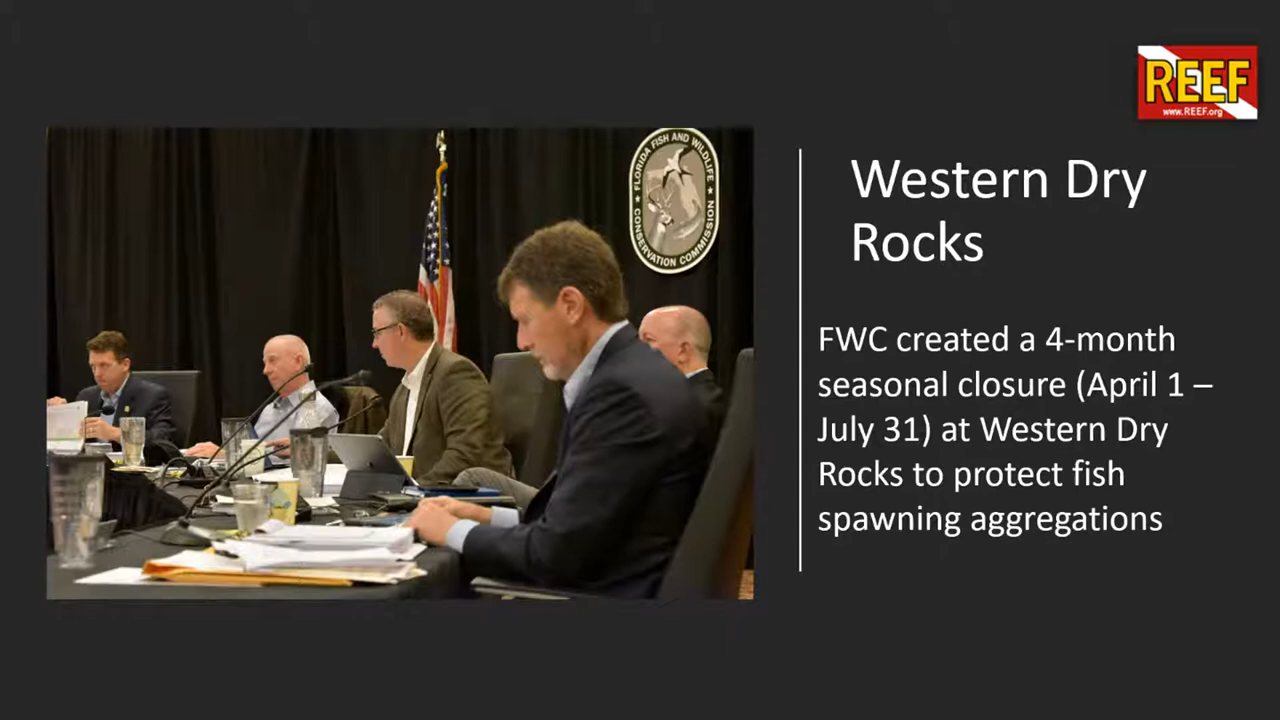 REEF
www.REEF.org
FLORIDA FISH AND WILDLIFE
CONSERVATION COMMISSION
Western Dry
Rocks
FWC created a 4-month
seasonal closure (April 1 –
July 31) at Western Dry
Rocks to protect fish
spawning aggregations